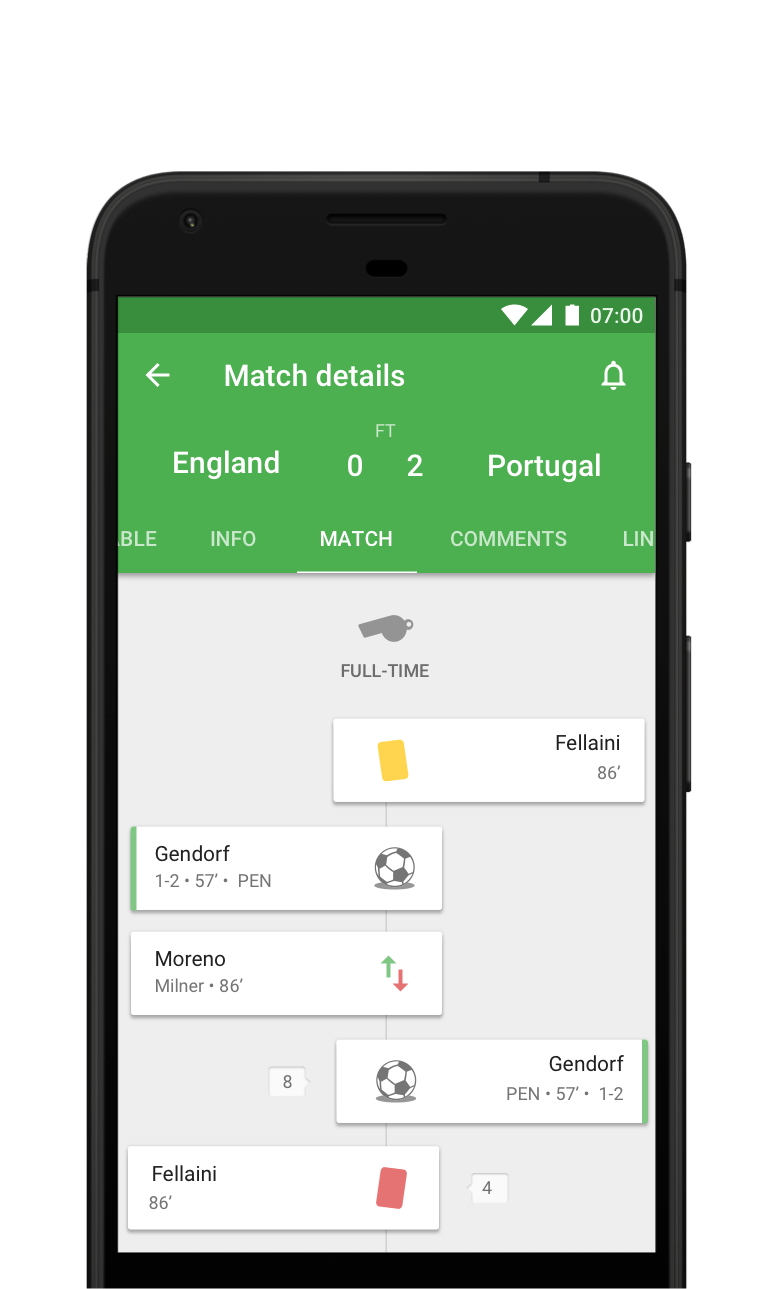 07:00
Match details
FT
England 0 2 Portugal
ABLE INFO MATCH COMMENTS LIN
FULL-TIME
Fellaini
86’
Gendorf
1-2 • 57’ • PEN
Moreno
Milner • 86’
Gendorf
8
PEN • 57’ • 1-2
Fellaini
4
86’